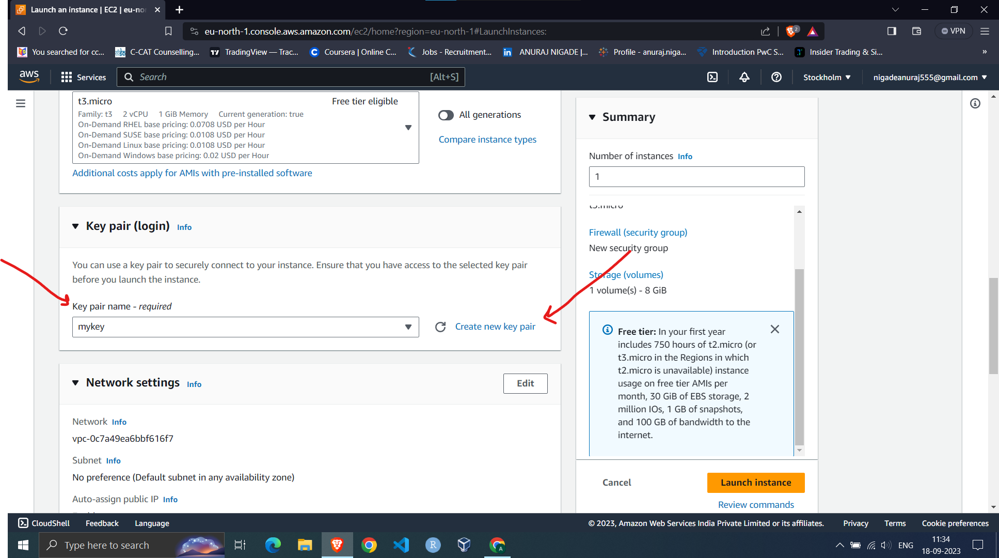 Launch an instance | EC2 | eu-no
eu-north-1.console.aws.amazon.com/ec2/home?region=eu-north-1#LaunchInstances:
2
VPN
You searched for cc...
C-CAT Counselling...
TradingView — Trac...
Coursera | Online C...
Jobs - Recruitment...
ANURAJ NIGADE |...
Profile - anuraj.niga...
Introduction PwC S...
Insider Trading & Si...
»
aws
Services
Search
[Alt+S]
Stockholm
nigadeanuraj555@gmail.com
t3.micro
Free tier eligible
Family: t3 2 vCPU 1 GiB Memory Current generation: true
On-Demand RHEL base pricing: 0.0708 USD per Hour
On-Demand SUSE base pricing: 0.0108 USD per Hour
On-Demand Linux base pricing: 0.0108 USD per Hour
On-Demand Windows base pricing: 0.02 USD per Hour
Additional costs apply for AMIs with pre-installed software
All generations
Compare instance types
Key pair (login) Info
You can use a key pair to securely connect to your instance. Ensure that you have access to the selected key pair
before you launch the instance.
Key pair name - required
mykey
Create new key pair
Network settings Info
Edit
Network Info
vpc-0c7a49ea6bbf616f7
Subnet Info
No preference (Default subnet in any availability zone)
Auto-assign public IP Info
Summary
Number of instances Info
1
t3.micro
Firewall (security group)
New security group
Storage (volumes)
1 volume(s) - 8 GiB
Free tier: In your first year
includes 750 hours of t2.micro (or
t3.micro in the Regions in which
t2.micro is unavailable) instance
usage on free tier AMIs per
month, 30 GiB of EBS storage, 2
million IOs, 1 GB of snapshots,
and 100 GB of bandwidth to the
internet.
Cancel
Launch instance
Review commands
CloudShell
Feedback
Language
© 2023, Amazon Web Services India Private Limited or its affiliates.
Privacy
Terms
Cookie preferences
Type here to search
ENG
11:34
18-09-2023